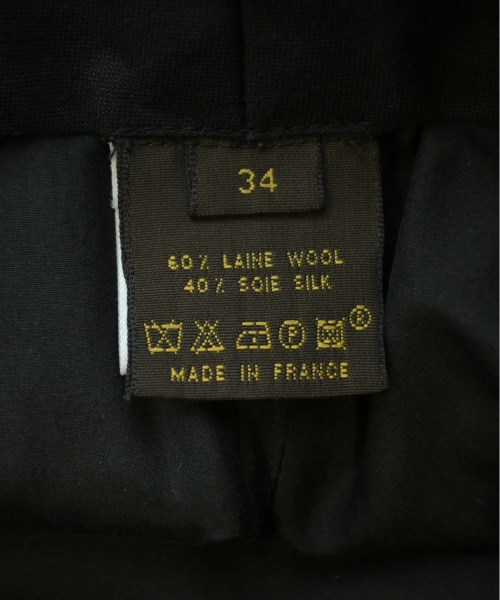 34
60% LAINE WOOL
40% SOIE SILK
P ®
MADE IN FRANCE